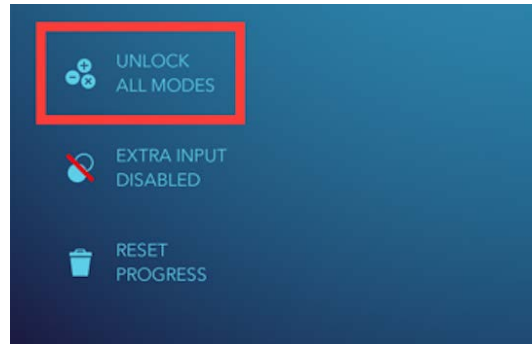 UNLOCK
ALL MODES
EXTRA INPUT
DISABLED
RESET
PROGRESS